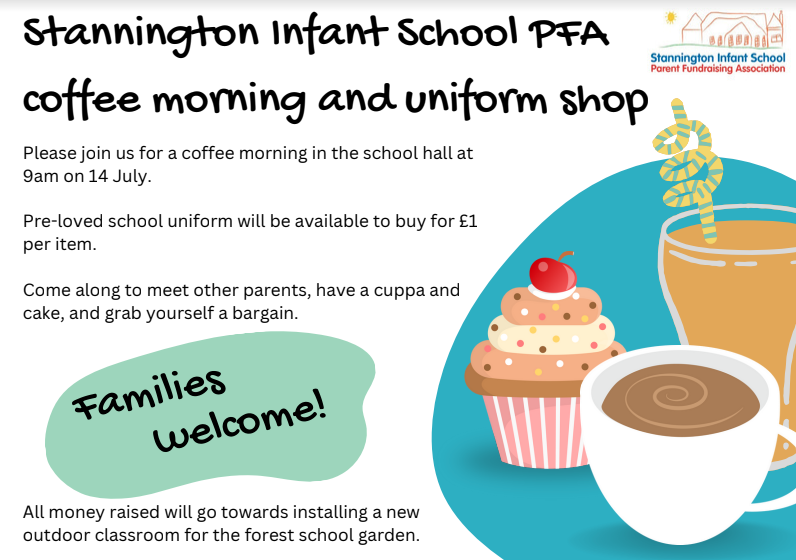 Stannington Infant School PFA
coffee morning and uniform shop
Stannington Infant School
Parent Fundraising Association
Please join us for a coffee morning in the school hall at
9am on 14 July.
Pre-loved school uniform will be available to buy for £1
per item.
Come along to meet other parents, have a cuppa and
cake, and grab yourself a bargain.
Families
welcome!
All money raised will go towards installing a new
outdoor classroom for the forest school garden.